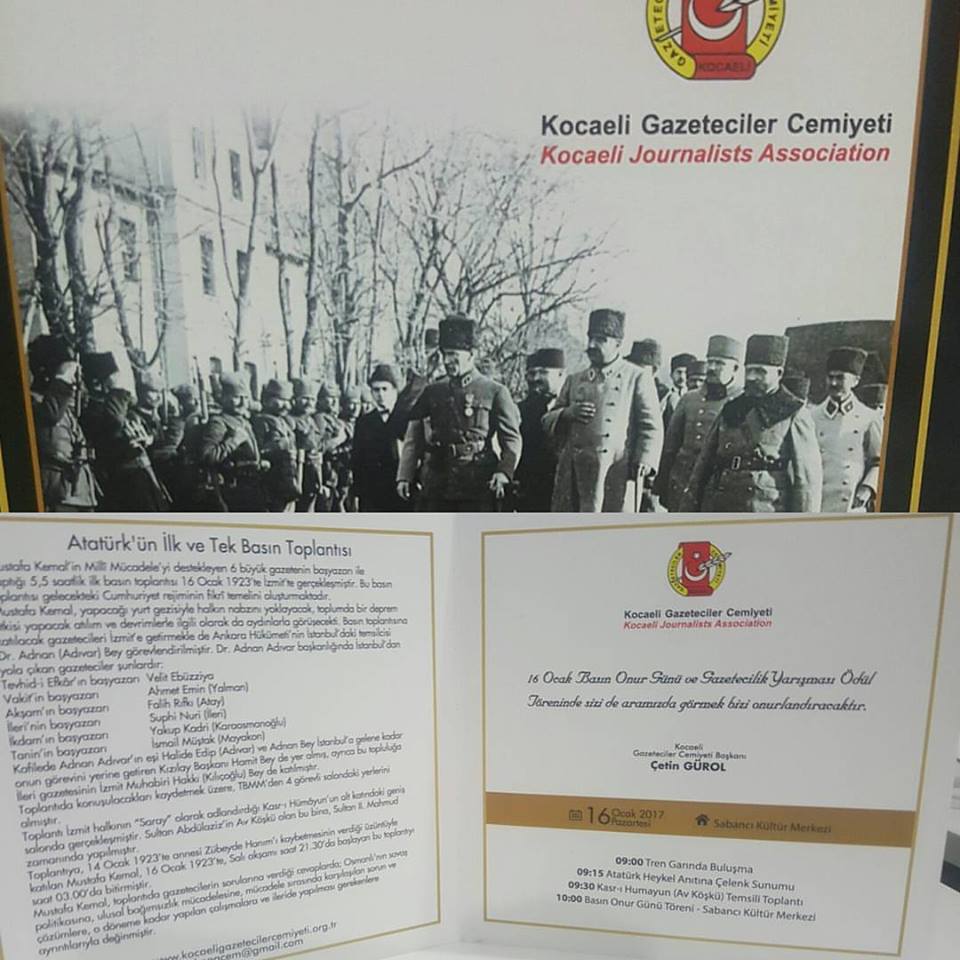 GAZETECİ
MİYETİ
KOCAELİ
Kocaeli Gazeteciler Cemiyeti
Kocaeli Journalists Association
Atatürk'ün İlk ve Tek Basın Toplantısı
ustafa Kemal'in Milli Mücadele'yi destekleyen 6 büyük gazetenin başyazarı ile
ptığı 5,5 saatlik ilk basın toplantısı 16 Ocak 1923'te İzmit'te gerçekleşmiştir. Bu basın
plantısı gelecekteki Cumhuriyet rejiminin fikri temelini oluşturmaktadır.
ustafa Kemal, yapacağı yurt gezisiyle halkın nabzını yoklayacak, toplumda bir deprem
tkisi yapacak atılım ve devrimlerle ilgili olarak da aydınlarla görüşecekti. Basın toplantısına
atılacak gazetecileri İzmit'e getirmekle de Ankara Hükümeti'nin İstanbul'daki temsilcisi
Dr. Adnan (Adıvar) Bey görevlendirilmiştir. Dr. Adnan Adıvar başkanlığında İstanbul'dan
yola çıkan gazeteciler şunlardır:
Tevhid-i Efkâr'ın başyazarı Velit Ebüzziya
Vakit'in başyazarı Ahmet Emin (Yalman)
Akşam'ın başyazarı Falih Rıfkı (Atay)
İleri'nin başyazarı Suphi Nuri (İleri)
İkdam'ın başyazarı Yakup Kadri (Karaosmanoğlu)
Tanin'in başyazarı İsmail Müştak (Mayakon)
Kafilede Adnan Adıvar'ın eşi Halide Edip (Adıvar) ve Adnan Bey İstanbul'a gelene kadar
onun görevini yerine getiren Kızılay Başkanı Hamit Bey de yer almış, ayrıca bu topluluğa
İleri gazetesinin İzmit Muhabiri Hakkı (Kılıçoğlu) Bey de katılmıştır.
Toplantıda konuşulacakları kaydetmek üzere, TBMM'den 4 görevli salondaki yerlerini
almıştır.
Toplantı İzmit halkının "Saray" olarak adlandırdığı Kasr-ı Hümâyun'un alt katındaki geniş
salonda gerçekleşmiştir. Sultan Abdülaziz'in Av Köşkü olan bu bina, Sultan II. Mahmud
zamanında yapılmıştır.
Toplantıya, 14 Ocak 1923'te annesi Zübeyde Hanım'ı kaybetmesinin verdiği üzüntüyle
katılan Mustafa Kemal, 16 Ocak 1923'te, Salı akşamı saat 21.30'da başlayan bu toplantıyı
saat 03.00'da bitirmiştir.
Mustafa Kemal, toplantıda gazetecilerin sorularına verdiği cevaplarda; Osmanlı'nın savaş
politikasına, ulusal bağımsızlık mücadelesine, mücadele sırasında karşılaşılan sorun ve
çözümlere, o döneme kadar yapılan çalışmalara ve ileride yapılması gerekenlere
ayrıntılarıyla değinmiştir.
www.kocaeligazetecilercemiyeti.org.tr
gacem@gmail.com
Kocaeli Gazeteciler Cemiyeti
Kocaeli Journalists Association
16 Ocak Basın Onur Günü ve Gazetecilik Yarışması Ödül
Töreninde sizi de aramızda görmek bizi onurlandıracaktır.
Kocaeli
Gazeteciler Cemiyeti Başkanı
Çetin GÜROL
16 Ocak 2017
Pazartesi
Sabancı Kültür Merkezi
09:00 Tren Garında Buluşma
09:15 Atatürk Heykel Anıtına Çelenk Sunumu
09:30 Kasr-ı Humayun (Av Köşkü) Temsili Toplantı
10:00 Basın Onur Günü Töreni - Sabancı Kültür Merkezi